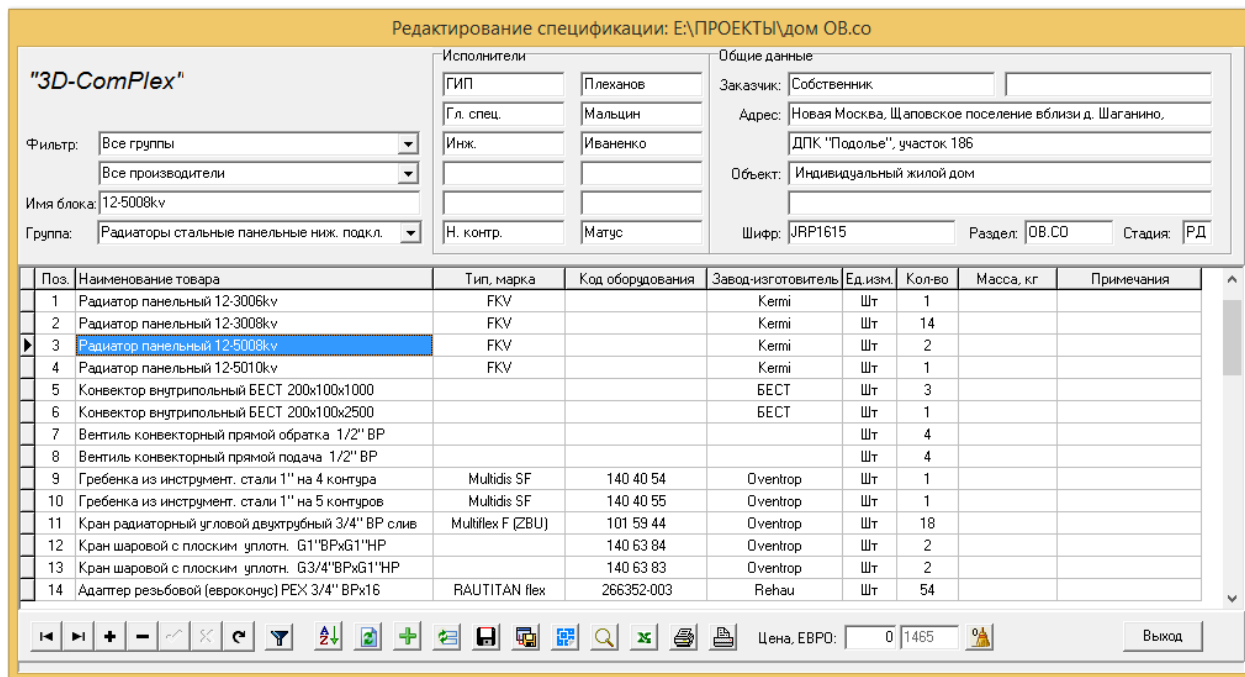 Редактирование спецификации: E:\ПРОЕКТЫ\дом ОВ.со
"3D-ComPlex"
Фильтр: Все группы
Все производители
Имя блока: 12-5008kv
Группа: Радиаторы стальные панельные ниж. подкл.
Исполнители
ГИП Плеханов
Гл. спец. Мальцин
Инж. Иваненко
Н. контр. Матус
Общие данные
Заказчик: Собственник
Адрес: Новая Москва, Щаповское поселение вблизи д. Шаганино,
ДПК "Подолье", участок 186
Объект: Индивидуальный жилой дом
Шифр: JRP1615 Раздел: ОВ.СО Стадия: РД
Поз. Наименование товара Тип, марка Код оборудования Завод-изготовитель Ед.изм. Кол-во Масса, кг Примечания
1 Радиатор панельный 12-3006kv FKV Kermi Шт 1
2 Радиатор панельный 12-3008kv FKV Kermi Шт 14
3 Радиатор панельный 12-5008kv FKV Kermi Шт 2
4 Радиатор панельный 12-5010kv FKV Kermi Шт 1
5 Конвектор внутрипольный БЕСТ 200x100x1000 БЕСТ Шт 3
6 Конвектор внутрипольный БЕСТ 200x100x2500 БЕСТ Шт 1
7 Вентиль конвекторный прямой обратка 1/2" ВР Шт 4
8 Вентиль конвекторный прямой подача 1/2" ВР Шт 4
9 Гребенка из инструмент. стали 1" на 4 контура Multidis SF 140 40 54 Oventrop Шт 1
10 Гребенка из инструмент. стали 1" на 5 контуров Multidis SF 140 40 55 Oventrop Шт 1
11 Кран радиаторный угловой двухтрубный 3/4" ВР слив Multiflex F (ZBU) 101 59 44 Oventrop Шт 18
12 Кран шаровой с плоским уплотн. G1"ВРxG1"НР 140 63 84 Oventrop Шт 2
13 Кран шаровой с плоским уплотн. G3/4"ВРxG1"НР 140 63 83 Oventrop Шт 2
14 Адаптер резьбовой (евроконус) PEX 3/4" ВРx16 RAUTITAN flex 266352-003 Rehau Шт 54
Цена, ЕВРО: 0 1465 Выход